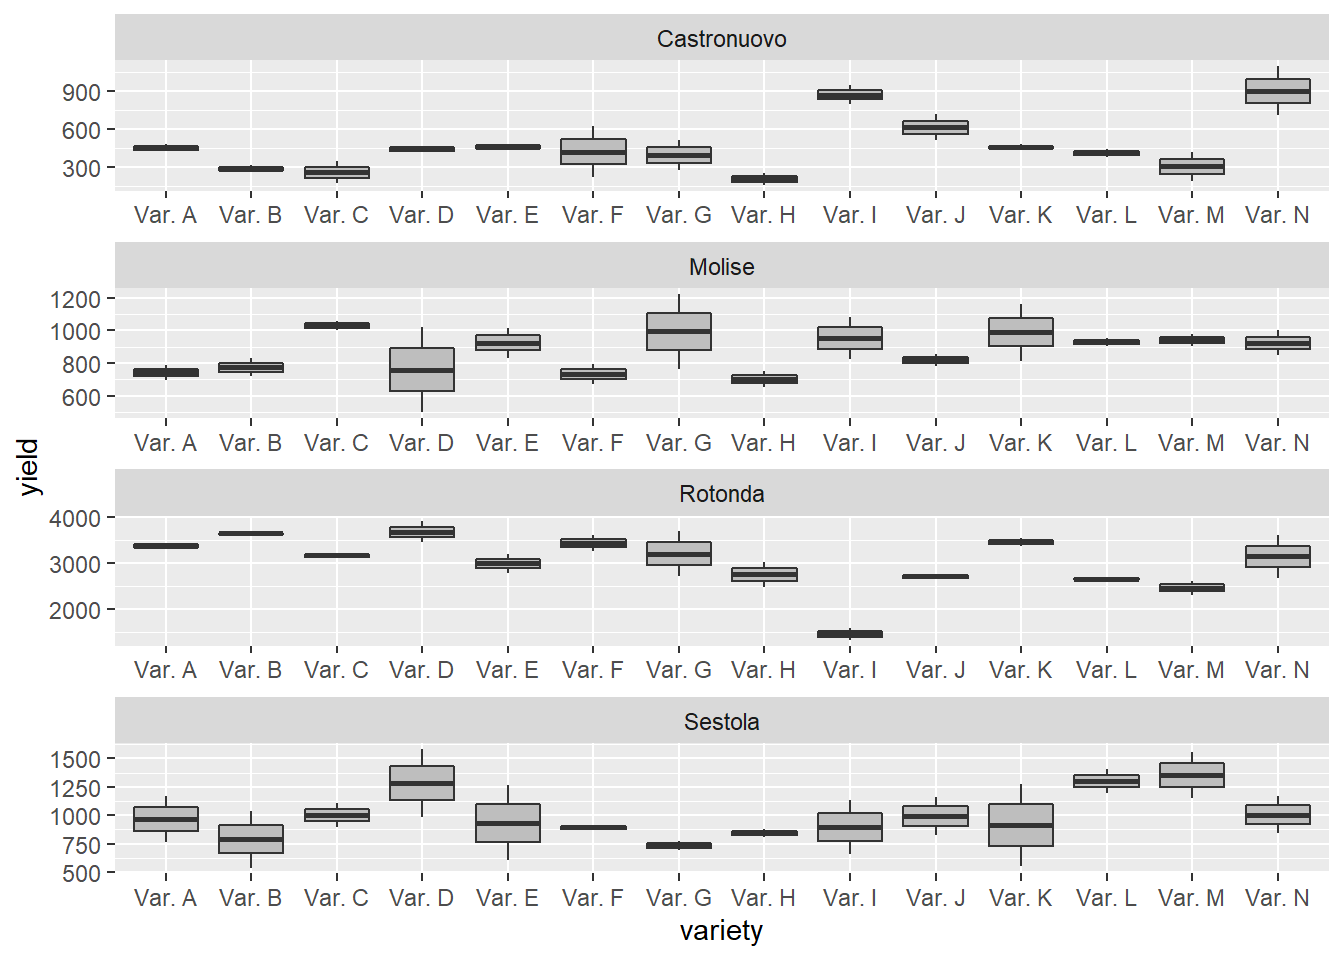 Castronuovo
900
600
300
Var. A Var. B Var. C Var. D Var. E Var. F Var. G Var. H Var. I Var. J Var. K Var. L Var. M Var. N
Molise
1200
1000
800
600
Var. A Var. B Var. C Var. D Var. E Var. F Var. G Var. H Var. I Var. J Var. K Var. L Var. M Var. N
yield
Rotonda
4000
3000
2000
Var. A Var. B Var. C Var. D Var. E Var. F Var. G Var. H Var. I Var. J Var. K Var. L Var. M Var. N
Sestola
1500
1250
1000
750
500
Var. A Var. B Var. C Var. D Var. E Var. F Var. G Var. H Var. I Var. J Var. K Var. L Var. M Var. N
variety